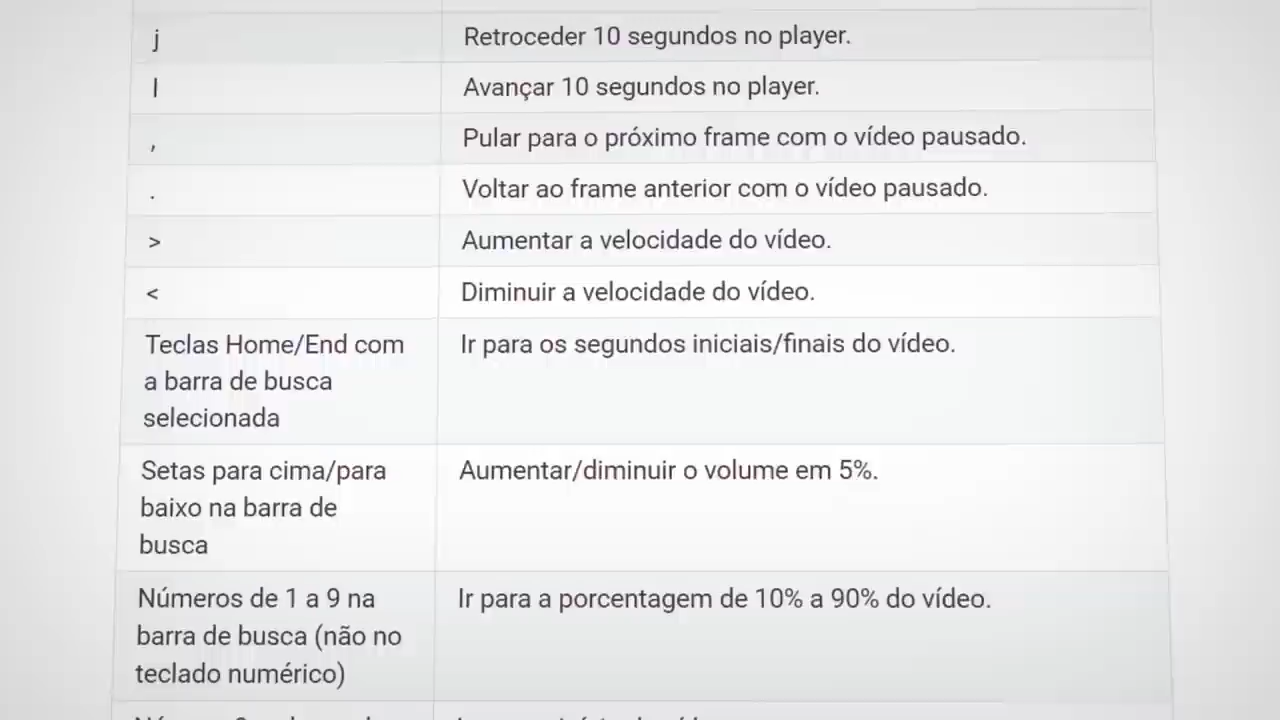 j Retroceder 10 segundos no player.
l Avançar 10 segundos no player.
, Pular para o próximo frame com o vídeo pausado.
. Voltar ao frame anterior com o vídeo pausado.
> Aumentar a velocidade do vídeo.
< Diminuir a velocidade do vídeo.
Teclas Home/End com Ir para os segundos iniciais/finais do vídeo.
a barra de busca
selecionada
Setas para cima/para Aumentar/diminuir o volume em 5%.
baixo na barra de
busca
Números de 1 a 9 na Ir para a porcentagem de 10% a 90% do vídeo.
barra de busca (não no
teclado numérico)